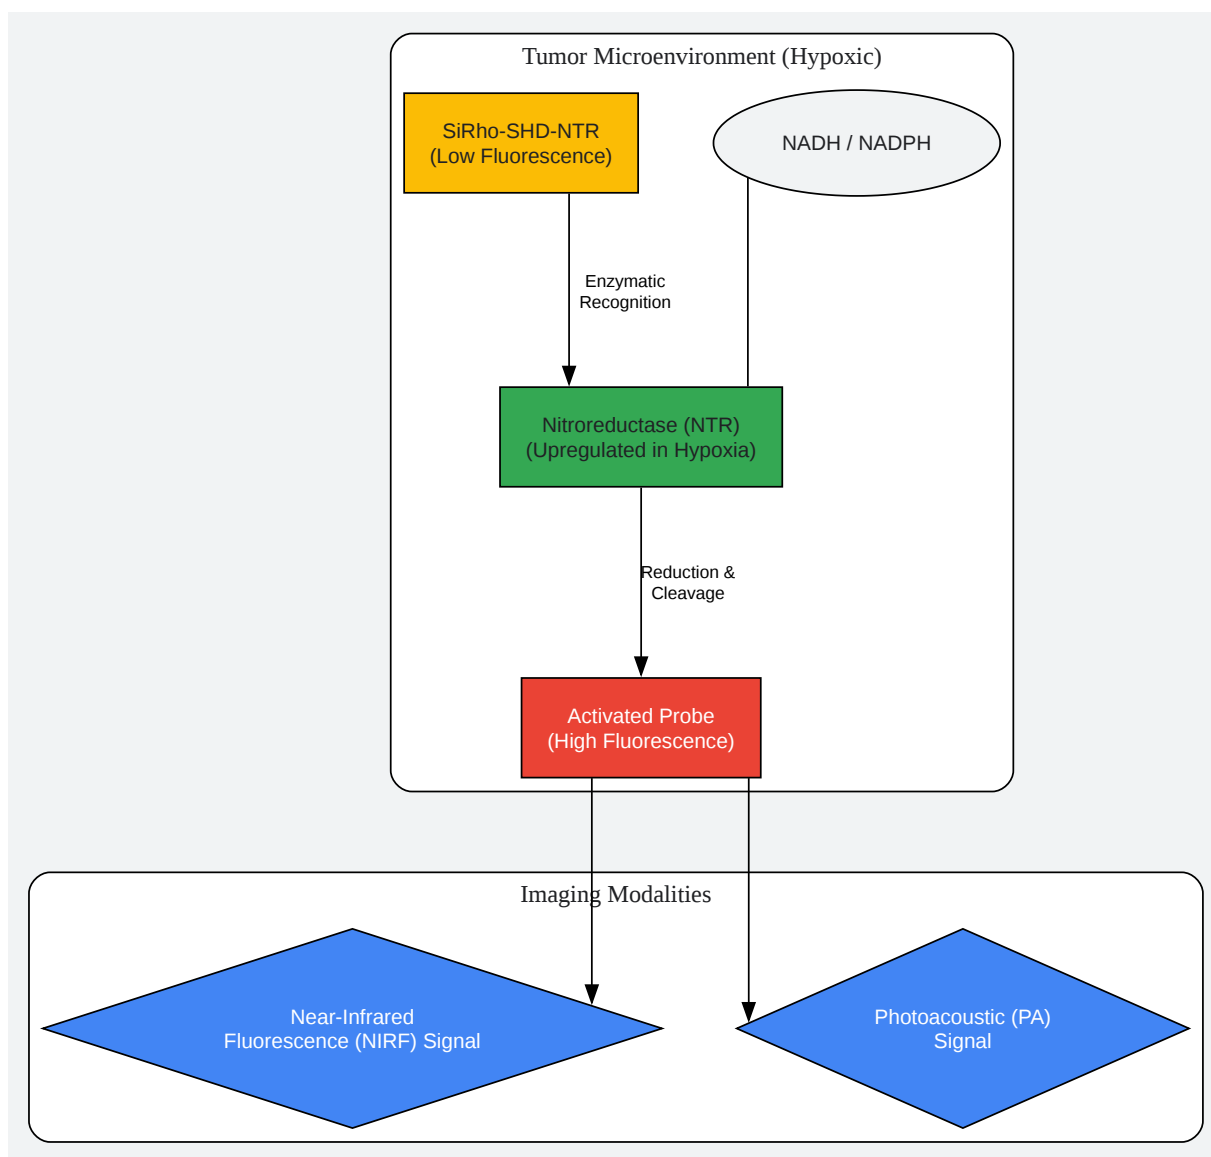 Tumor Microenvironment (Hypoxic)
SiRho-SHD-NTR
(Low Fluorescence)
NADH / NADPH
Enzymatic
Recognition
Nitroreductase (NTR)
(Upregulated in Hypoxia)
Reduction &
Cleavage
Activated Probe
(High Fluorescence)
Imaging Modalities
Near-Infrared
Fluorescence (NIRF) Signal
Photoacoustic (PA)
Signal